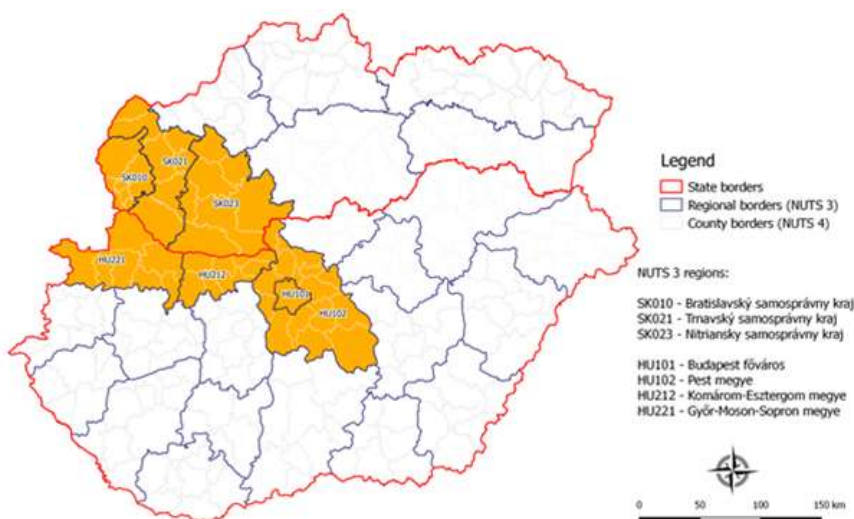 SK021
SK010
SK023
HU221
HU212
HU101
HU102
Legend
State borders
Regional borders (NUTS 3)
County borders (NUTS 4)
NUTS 3 regions:
SK010 - Bratislavský samosprávny kraj
SK021 - Trnavský samosprávny kraj
SK023 - Nitriansky samosprávny kraj
HU101 - Budapest főváros
HU102 - Pest megye
HU212 - Komárom-Esztergom megye
HU221 - Győr-Moson-Sopron megye
0 50 100 150 km